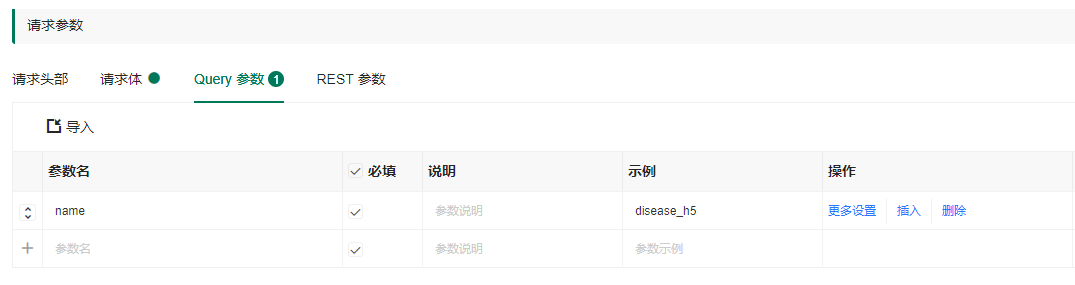 请求参数
请求头部 请求体 Query 参数 1 REST 参数
导入
参数名 必填 说明 示例 操作
name 参数说明 disease_h5 更多设置 插入 删除
参数名 参数说明 参数示例